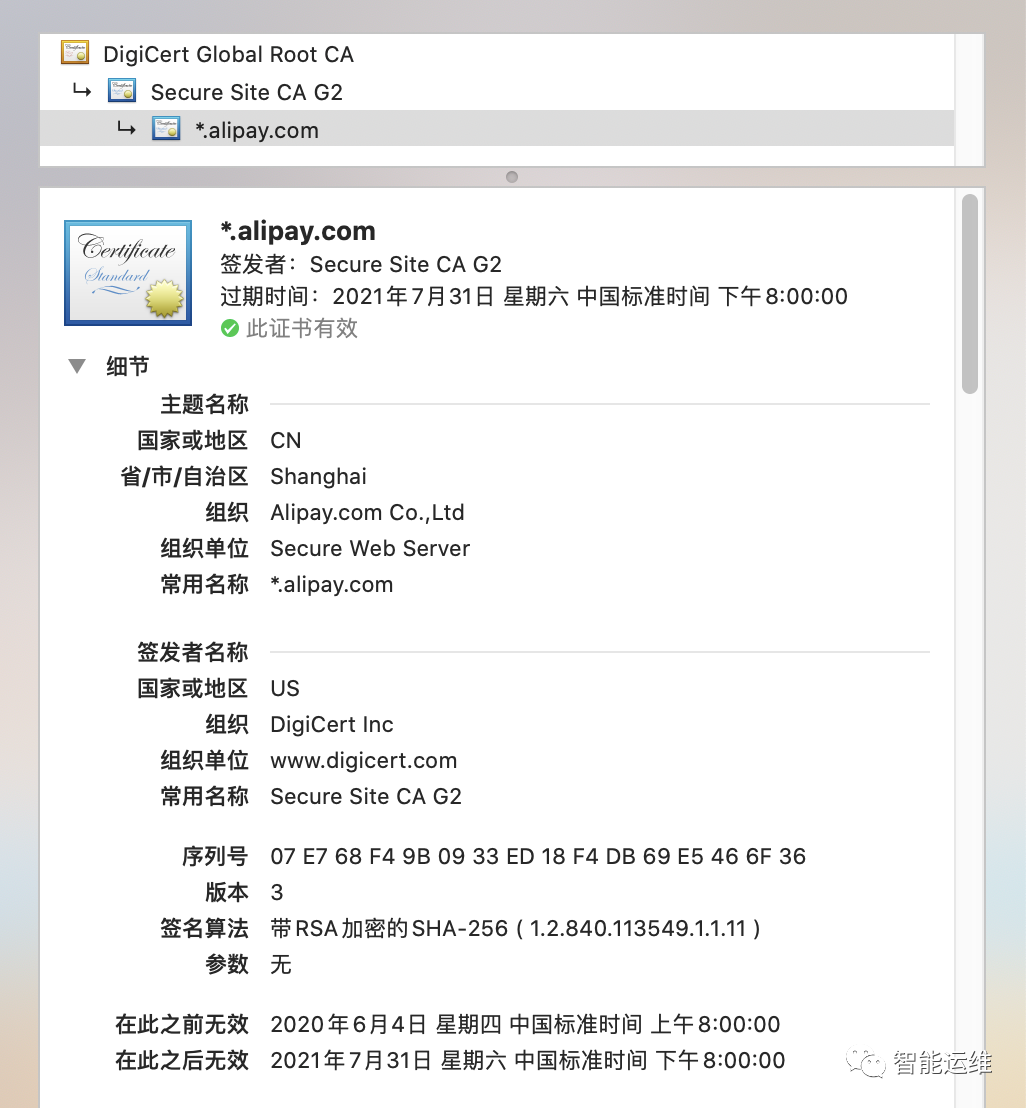 DigiCert Global Root CA
Secure Site CA G2
*.alipay.com
Certificate
Standard
*.alipay.com
签发者：Secure Site CA G2
过期时间：2021年7月31日 星期六 中国标准时间 下午8:00:00
此证书有效
细节
主题名称
国家或地区 CN
省/市/自治区 Shanghai
组织 Alipay.com Co.,Ltd
组织单位 Secure Web Server
常用名称 *.alipay.com
签发者名称
国家或地区 US
组织 DigiCert Inc
组织单位 www.digicert.com
常用名称 Secure Site CA G2
序列号 07 E7 68 F4 9B 09 33 ED 18 F4 DB 69 E5 46 6F 36
版本 3
签名算法 带RSA加密的SHA-256 ( 1.2.840.113549.1.1.11 )
参数 无
在此之前无效 2020年6月4日 星期四 中国标准时间 上午8:00:00
在此之后无效 2021年7月31日 星期六 中国标准时间 下午8:00:00
智能运维